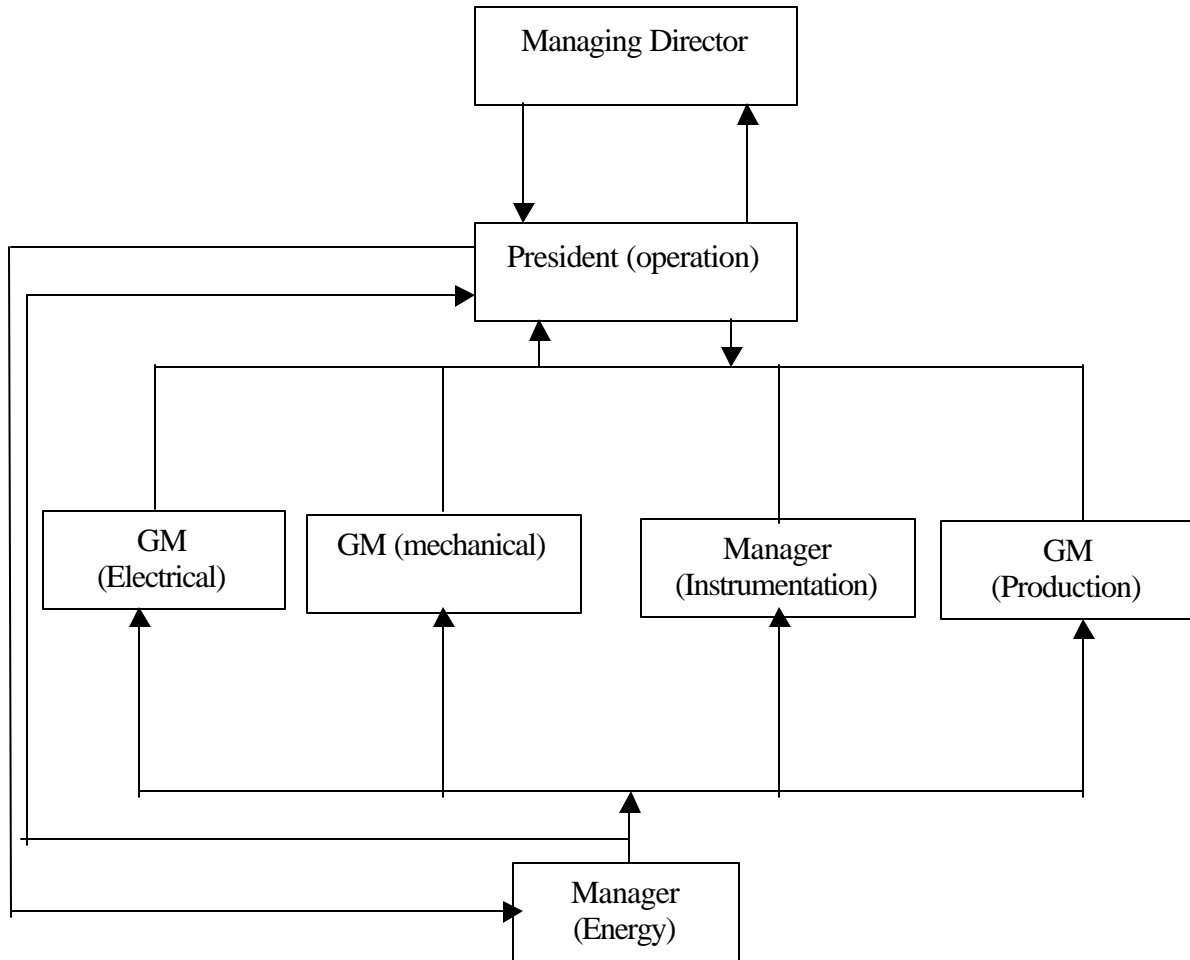 Managing Director
President (operation)
GM
(Electrical)
GM (mechanical)
Manager
(Instrumentation)
GM
(Production)
Manager
(Energy)